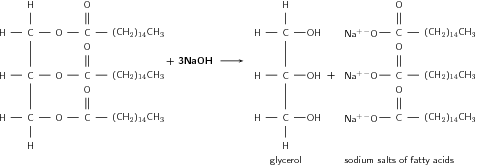 H O H O
H — C — O — C — (CH₂)₁₄CH₃ H — C —OH Na⁺⁻O— C — (CH₂)₁₄CH₃
O O
H — C — O — C — (CH₂)₁₄CH₃ + 3NaOH ⟶ H — C —OH + Na⁺⁻O— C — (CH₂)₁₄CH₃
O O
H — C — O — C — (CH₂)₁₄CH₃ H — C —OH Na⁺⁻O— C — (CH₂)₁₄CH₃
H H
glycerol sodium salts of fatty acids